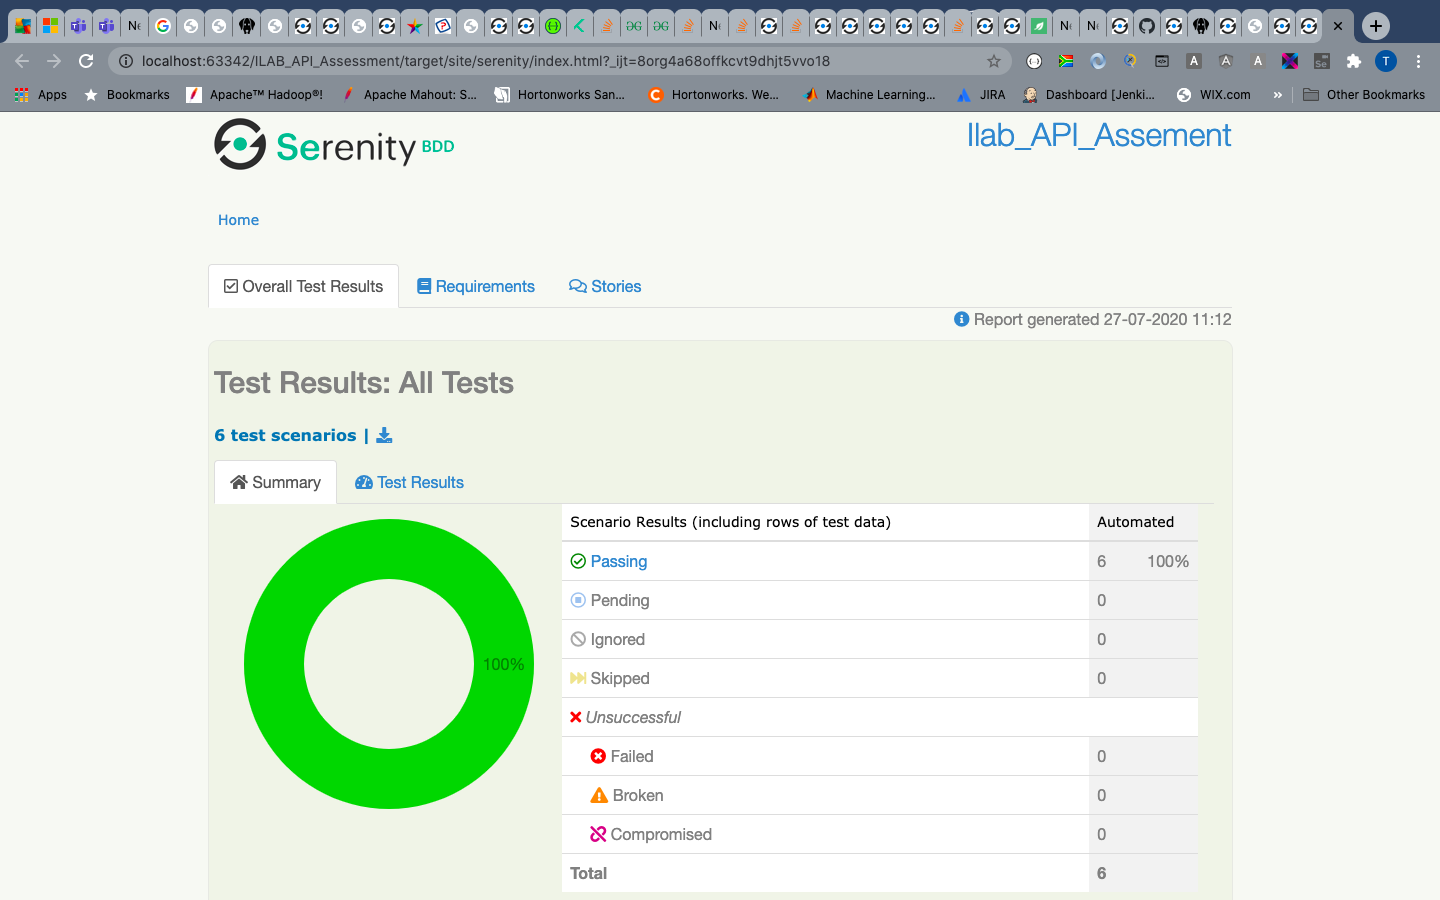 Ne
Ne
Ne
Ne
localhost:63342/ILAB_API_Assessment/target/site/serenity/index.html?_ijt=8org4a68offkcvt9dhjt5vvo18
A
A
Se
T
Apps
Bookmarks
Apache™ Hadoop®!
Apache Mahout: S...
Hortonworks San...
Hortonworks. We...
Machine Learning...
JIRA
Dashboard [Jenki...
WIX.com
»
Other Bookmarks
Serenity BDD
Ilab_API_Assement
Home
Overall Test Results
Requirements
Stories
Report generated 27-07-2020 11:12
Test Results: All Tests
6 test scenarios |
Summary
Test Results
Scenario Results (including rows of test data) Automated
Passing 6 100%
Pending 0
Ignored 0
100%
Skipped 0
Unsuccessful
Failed 0
Broken 0
Compromised 0
Total 6